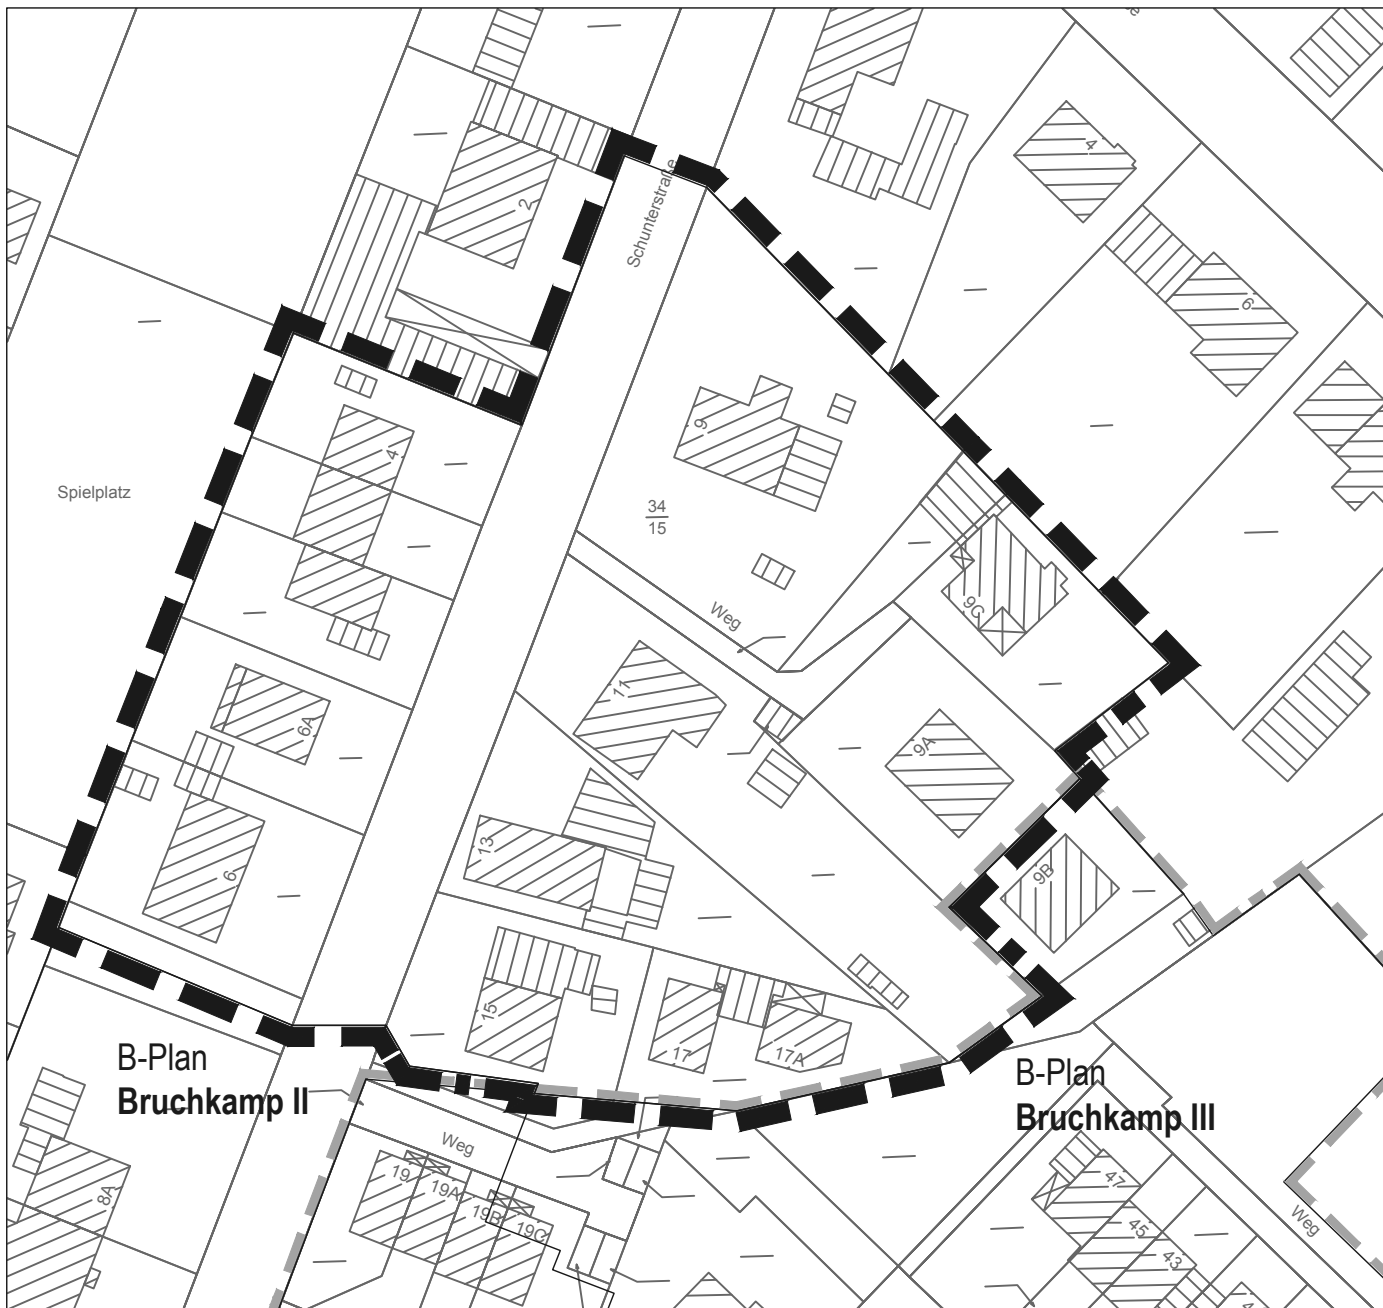 4
2
Schunterstraße
6
9
4
Spielplatz
34
15
9C
Weg
11
6A
9A
13
6
9B
15
17
17A
B-Plan
Bruchkamp II
B-Plan
Bruchkamp III
Weg
19
19A
19B
19C
8A
47
45
43
Weg